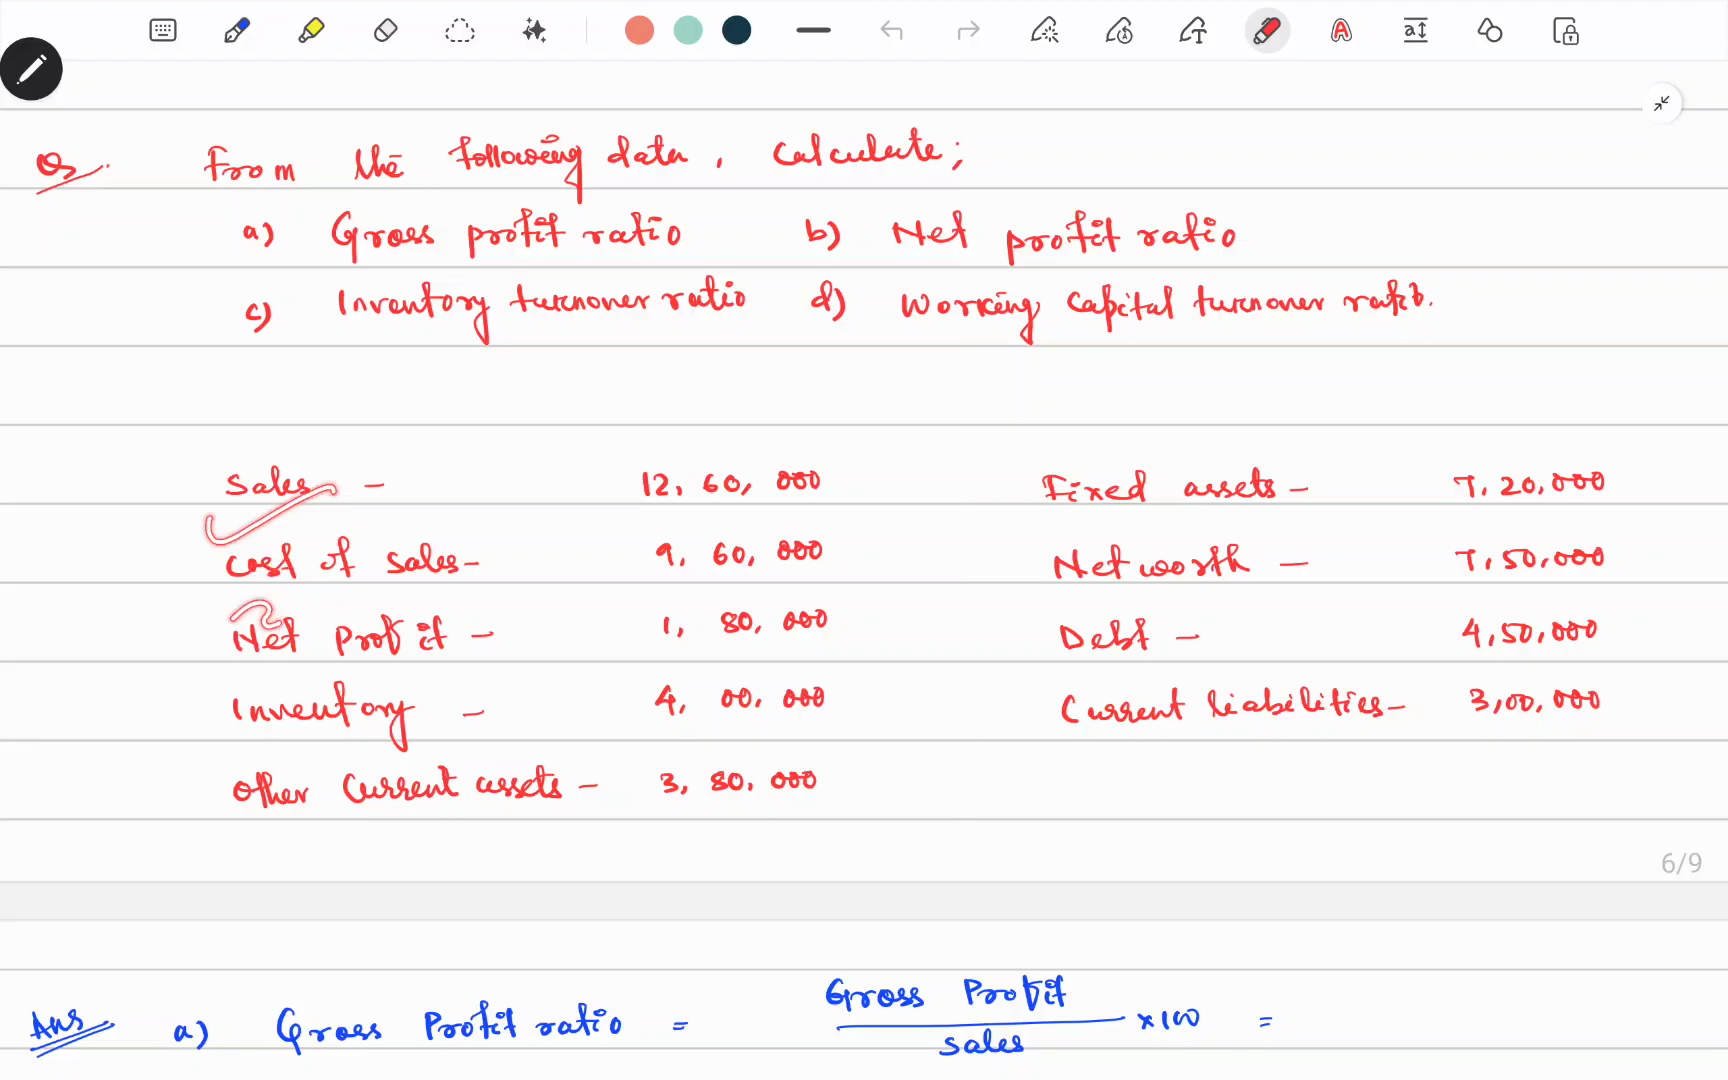 Qs. From the following data, Calculate;
a) Gross profit ratio b) Net profit ratio
c) Inventory turnover ratio d) Working Capital turnover ratio.
Sales - 12,60,000 Fixed assets - 7,20,000
Cost of Sales - 9,60,000 Net worth - 7,50,000
Net Profit - 1,80,000 Debt - 4,50,000
Inventory - 4,00,000 Current liabilities - 3,00,000
Other Current assets - 3,80,000
6/9
Ans a) Gross Profit ratio = Gross Profit / Sales ×100 =